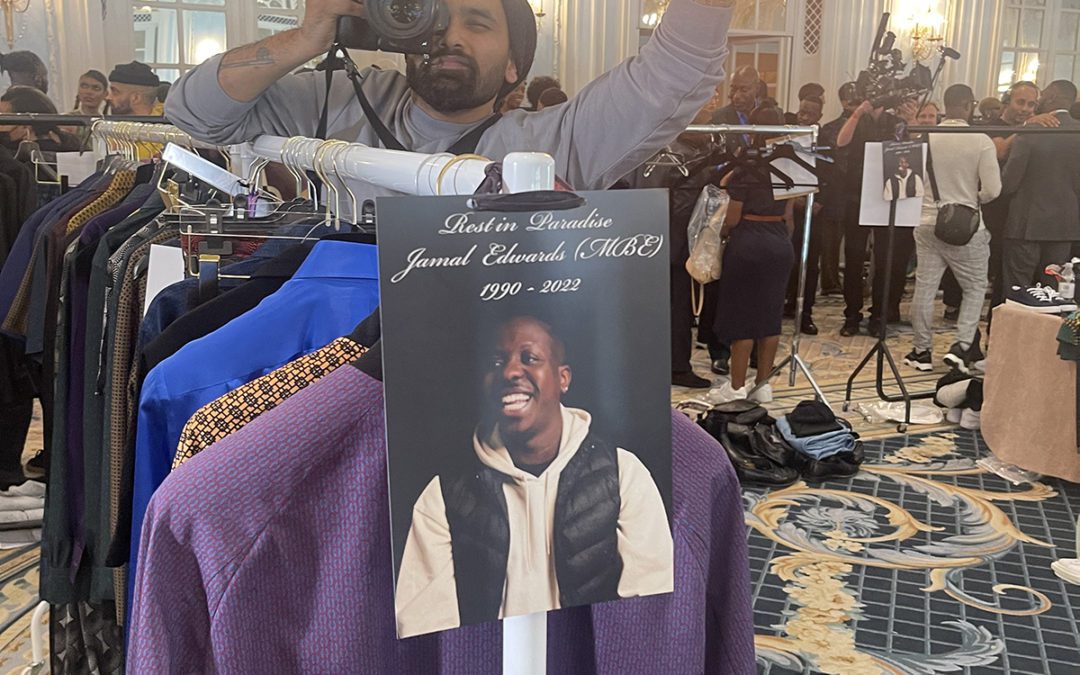 Rest in Paradise
Jamal Edwards (MBE)
1990 - 2022